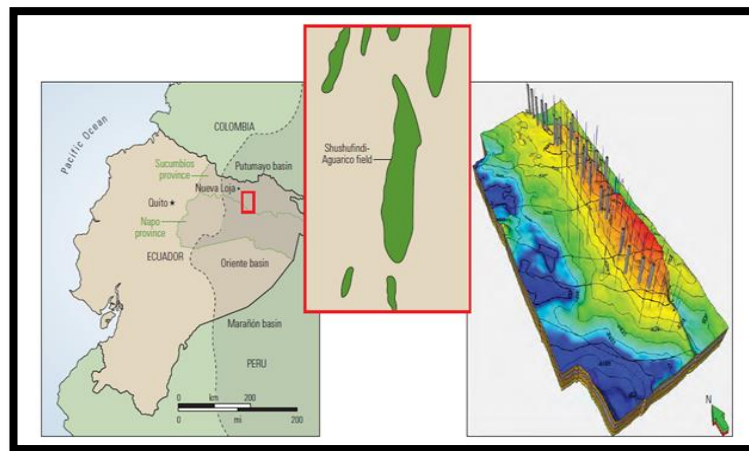 Pacific Ocean
COLOMBIA
Sucumbios
province
Putumayo basin
Nueva Loja
Quito
Napo
province
ECUADOR
Oriente basin
Marañón basin
PERU
0 km 200
0 mi 200
Shushufindi-
Aguarico field
N